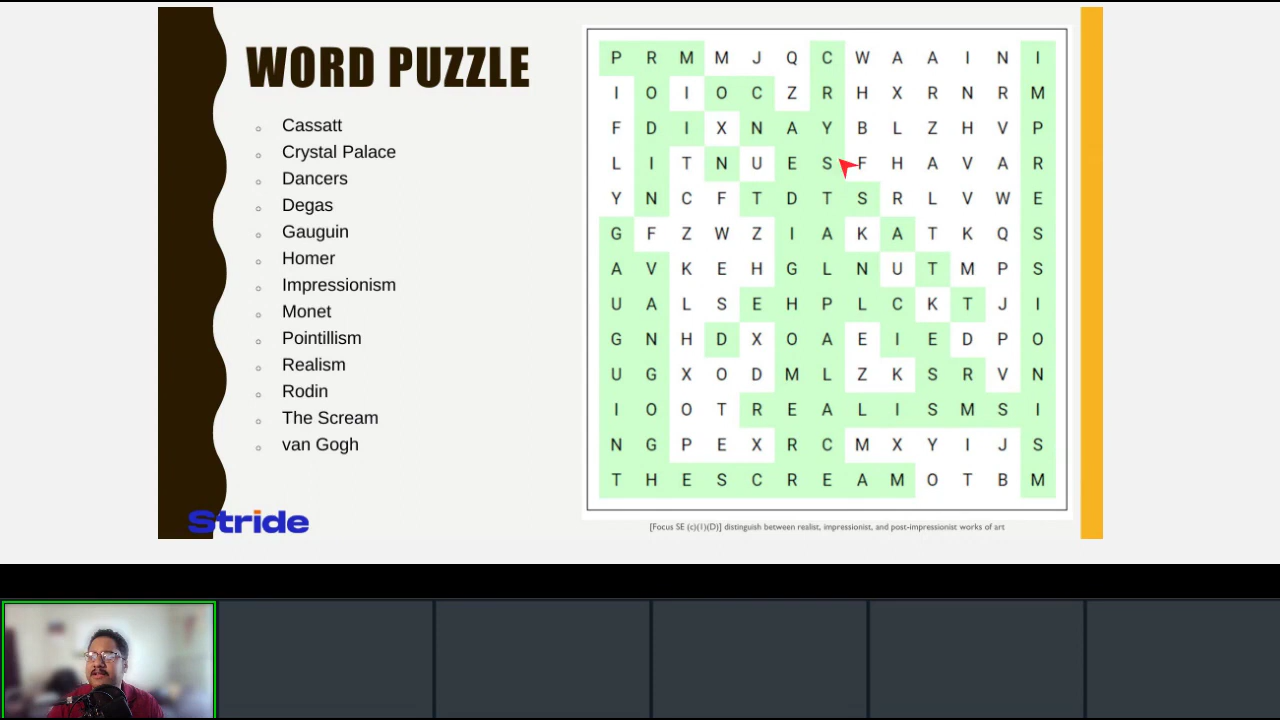 WORD PUZZLE
Cassatt
Crystal Palace
Dancers
Degas
Gauguin
Homer
Impressionism
Monet
Pointillism
Realism
Rodin
The Scream
van Gogh
P R M M J Q C W A A I N I
I O I O C Z R H X R N R M
F D I X N A Y B L Z H V P
L I T N U E S F H A V A R
Y N C F T D T S R L V W E
G F Z W Z I A K A T K Q S
A V K E H G L N U T M P S
U A L S E H P L C K T J I
G N H D X O A E I E D P O
U G X O D M L Z K S R V N
I O O T R E A L I S M S I
N G P E X R C M X Y I J S
T H E S C R E A M O T B M
Stride
[Focus SE (c)(1)(D)] distinguish between realist, impressionist, and post-impressionist works of art